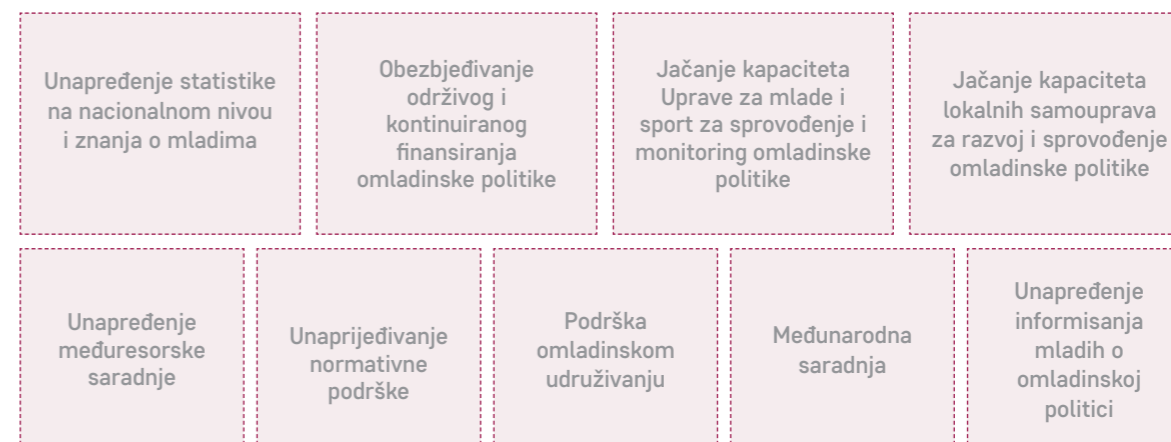 Unapređenje statistike
na nacionalnom nivou
i znanja o mladima
Obezbjeđivanje
održivog i
kontinuiranog
finansiranja
omladinske politike
Jačanje kapaciteta
Uprave za mlade i
sport za sprovođenje i
monitoring omladinske
politike
Jačanje kapaciteta
lokalnih samouprava
za razvoj i sprovođenje
omladinske politike
Unapređenje
međuresorske
saradnje
Unaprijeđivanje
normativne
podrške
Podrška
omladinskom
udruživanju
Međunarodna
saradnja
Unapređenje
informisanja
mladih o
omladinskoj
politici